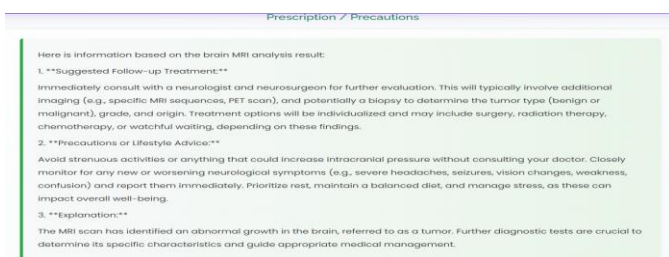 Prescription / Precautions
Here is information based on the brain MRI analysis result:
1. **Suggested Follow-up Treatment:**
Immediately consult with a neurologist and neurosurgeon for further evaluation. This will typically involve additional
imaging (e.g., specific MRI sequences, PET scan), and potentially a biopsy to determine the tumor type (benign or
malignant), grade, and origin. Treatment options will be individualized and may include surgery, radiation therapy,
chemotherapy, or watchful waiting, depending on these findings.
2. **Precautions or Lifestyle Advice:**
Avoid strenuous activities or anything that could increase intracranial pressure without consulting your doctor. Closely
monitor for any new or worsening neurological symptoms (e.g., severe headaches, seizures, vision changes, weakness,
confusion) and report them immediately. Prioritize rest, maintain a balanced diet, and manage stress, as these can
impact overall well-being.
3. **Explanation:**
The MRI scan has identified an abnormal growth in the brain, referred to as a tumor. Further diagnostic tests are crucial to
determine its specific characteristics and guide appropriate medical management.